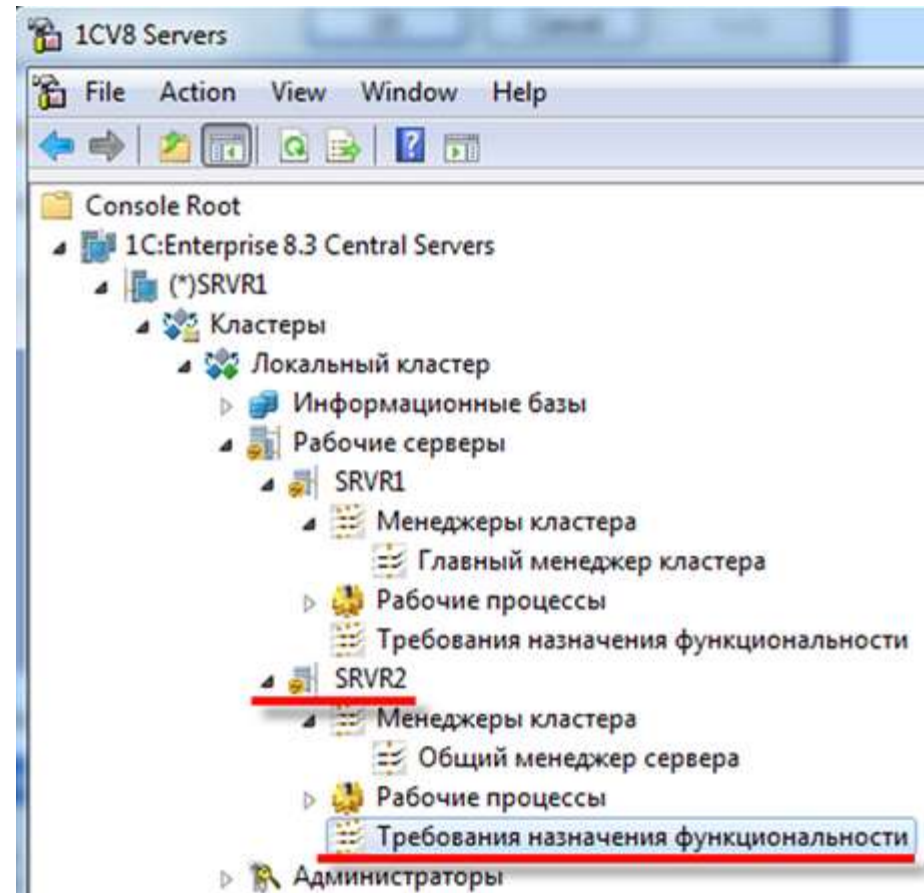 1CV8 Servers
File Action View Window Help
Console Root
1C:Enterprise 8.3 Central Servers
(*)SRVR1
Кластеры
Локальный кластер
Информационные базы
Рабочие серверы
SRVR1
Менеджеры кластера
Главный менеджер кластера
Рабочие процессы
Требования назначения функциональности
SRVR2
Менеджеры кластера
Общий менеджер сервера
Рабочие процессы
Требования назначения функциональности
Администраторы